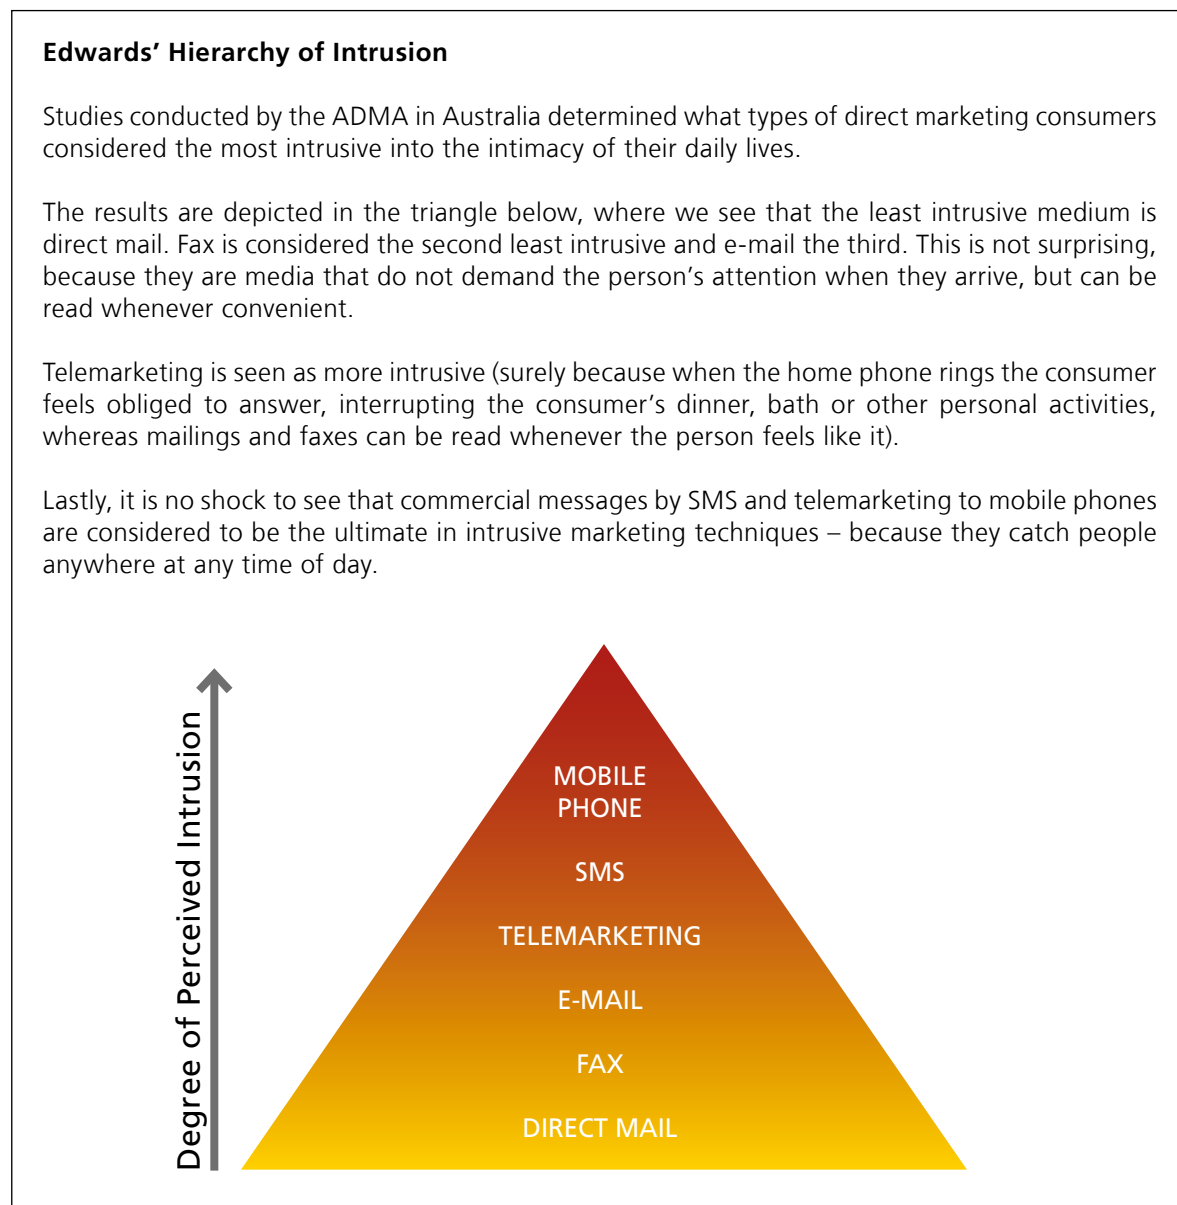 Edwards’ Hierarchy of Intrusion
Studies conducted by the ADMA in Australia determined what types of direct marketing consumers
considered the most intrusive into the intimacy of their daily lives.
The results are depicted in the triangle below, where we see that the least intrusive medium is
direct mail. Fax is considered the second least intrusive and e-mail the third. This is not surprising,
because they are media that do not demand the person’s attention when they arrive, but can be
read whenever convenient.
Telemarketing is seen as more intrusive (surely because when the home phone rings the consumer
feels obliged to answer, interrupting the consumer’s dinner, bath or other personal activities,
whereas mailings and faxes can be read whenever the person feels like it).
Lastly, it is no shock to see that commercial messages by SMS and telemarketing to mobile phones
are considered to be the ultimate in intrusive marketing techniques – because they catch people
anywhere at any time of day.
Degree of Perceived Intrusion
MOBILE
PHONE
SMS
TELEMARKETING
E-MAIL
FAX
DIRECT MAIL